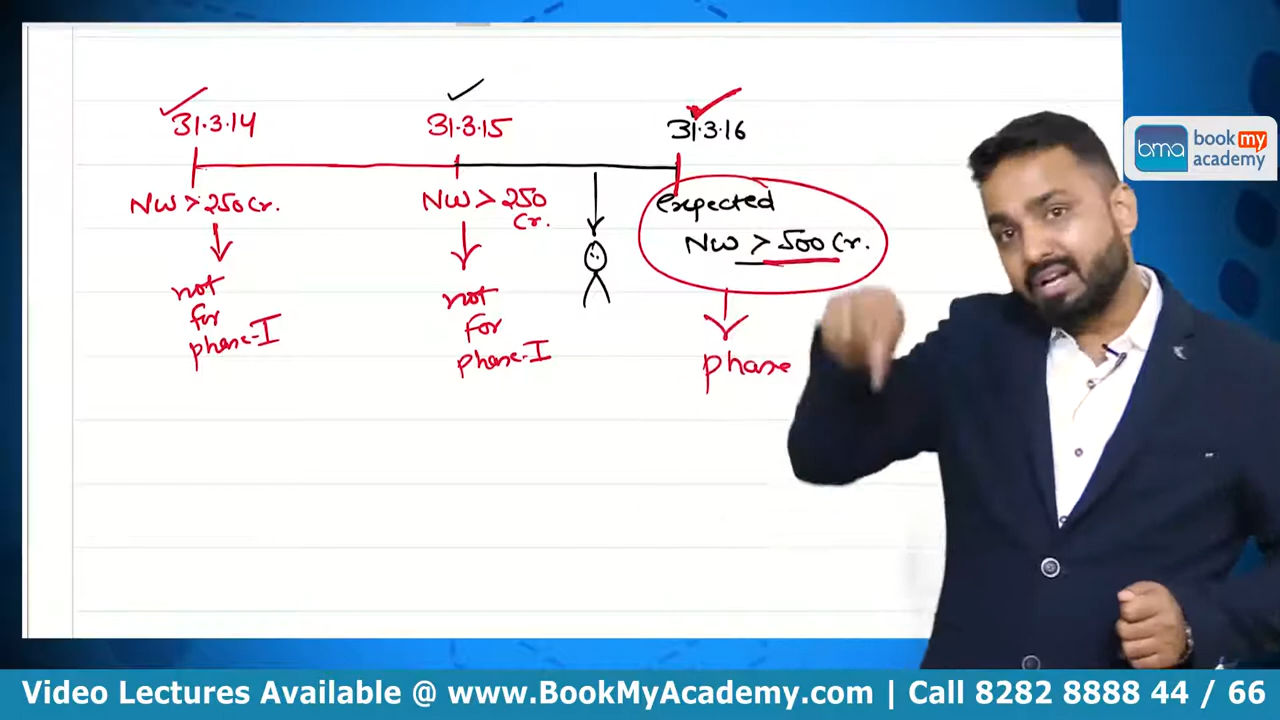 31.3.14
31.3.15
31.3.16
NW > 250 Cr.
NW > 250
Cr.
expected
NW > 500 Cr.
not
for
phase-I
not
for
phase-I
phase
bma book my
academy
Video Lectures Available @ www.BookMyAcademy.com | Call 8282 8888 44 / 66